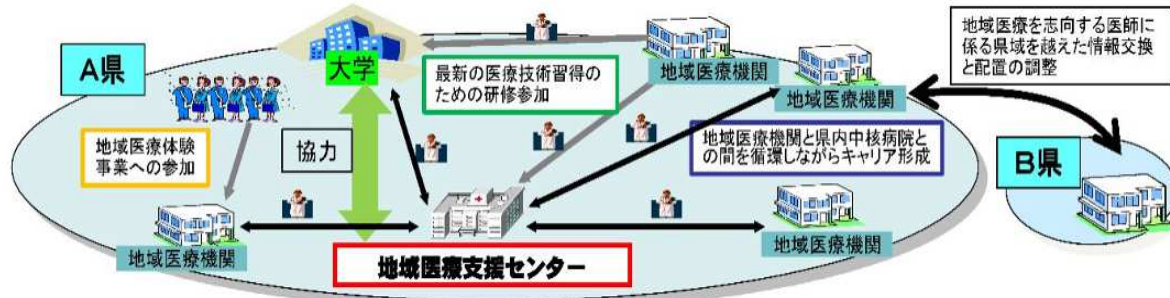 A県
大学
地域医療体験
事業への参加
協力
最新の医療技術習得の
ための研修参加
地域医療機関
地域医療機関
地域医療を志向する医師に
係る県域を越えた情報交換
と配置の調整
地域医療機関と県内中核病院と
の間を循環しながらキャリア形成
B県
地域医療機関
地域医療機関
地域医療支援センター